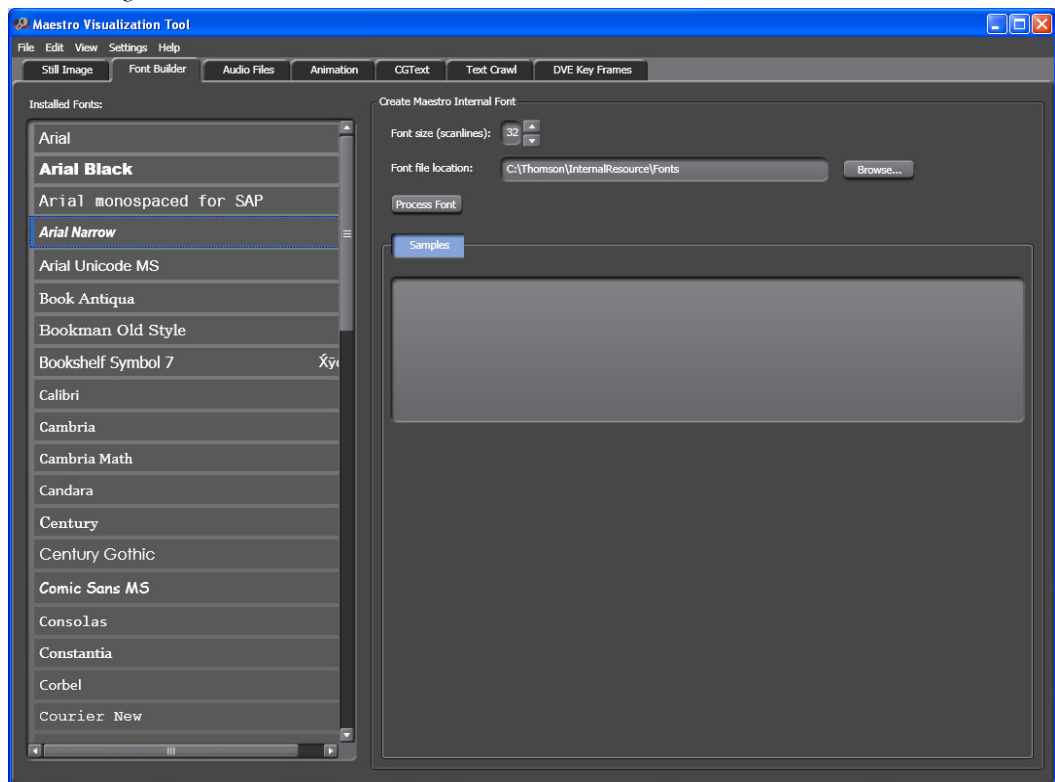 Maestro Visualization Tool
File Edit View Settings Help
Still Image Font Builder Audio Files Animation CGText Text Crawl DVE Key Frames
Installed Fonts:
Arial
Arial Black
Arial monospaced for SAP
Arial Narrow
Arial Unicode MS
Book Antiqua
Bookman Old Style
Bookshelf Symbol 7
Calibri
Cambria
Cambria Math
Candara
Century
Century Gothic
Comic Sans MS
Consolas
Constantia
Corbel
Courier New
Create Maestro Internal Font
Font size (scanlines): 32
Font file location: C:\Thomson\InternalResource\Fonts Browse...
Process Font
Samples